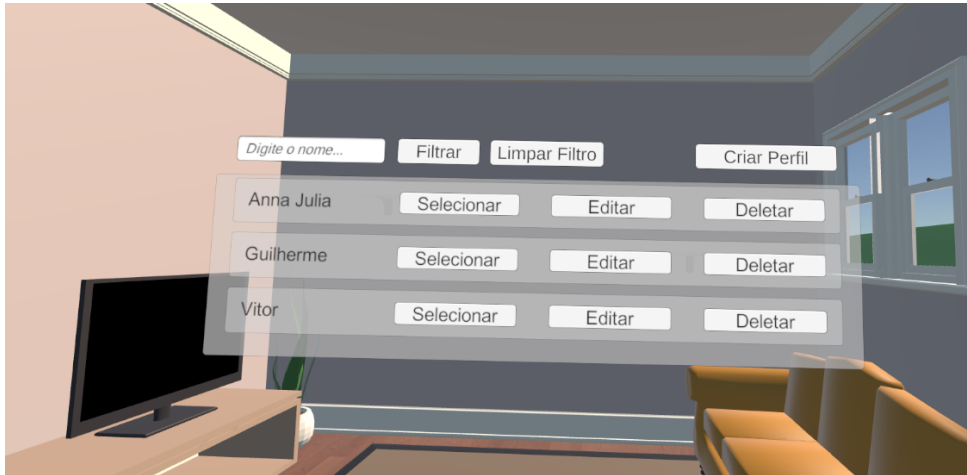 Digite o nome... Filtrar Limpar Filtro Criar Perfil
Anna Julia Selecionar Editar Deletar
Guilherme Selecionar Editar Deletar
Vitor Selecionar Editar Deletar